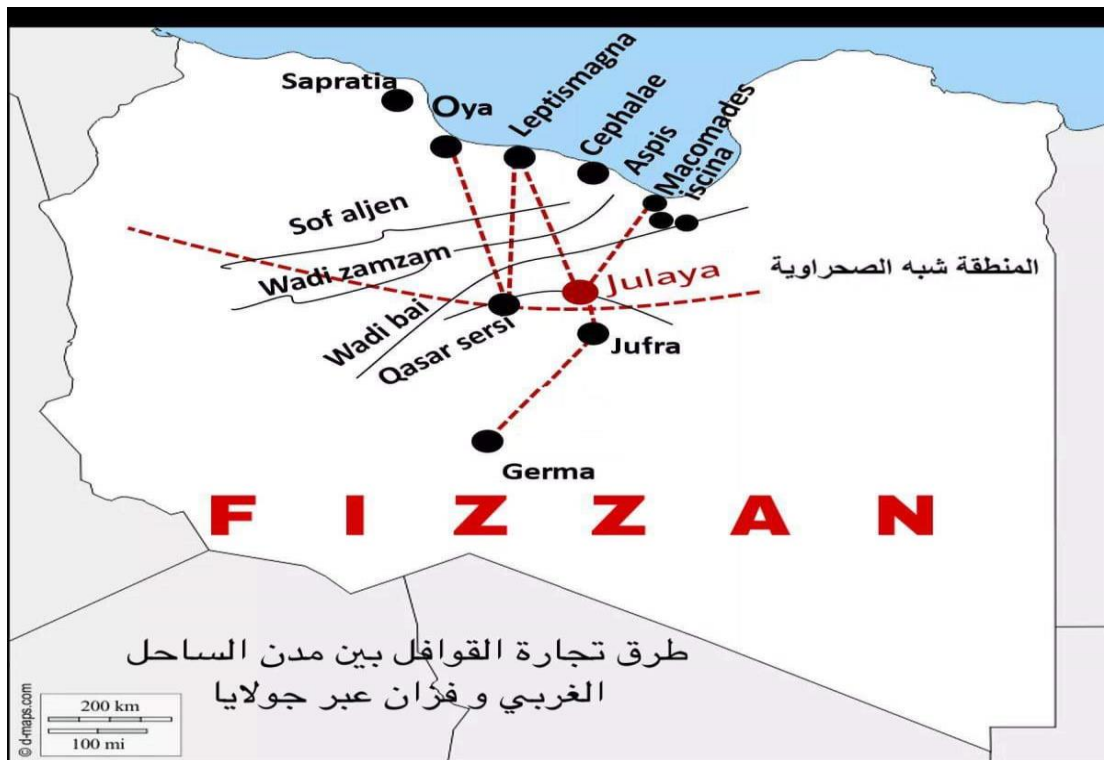 Sapratia
Oya
Leptismagna
Cephalae
Aspis
Macomades
iscina
Sof aljen
Wadi zamzam
Wadi bai
Qasar sersi
Julaya
المنطقة شبه الصحراوية
Jufra
Germa
FIZZAN
طرق تجارة القوافل بين مدن الساحل
الغربي و فزان عبر جولايا
200 km
100 mi
© d-maps.com